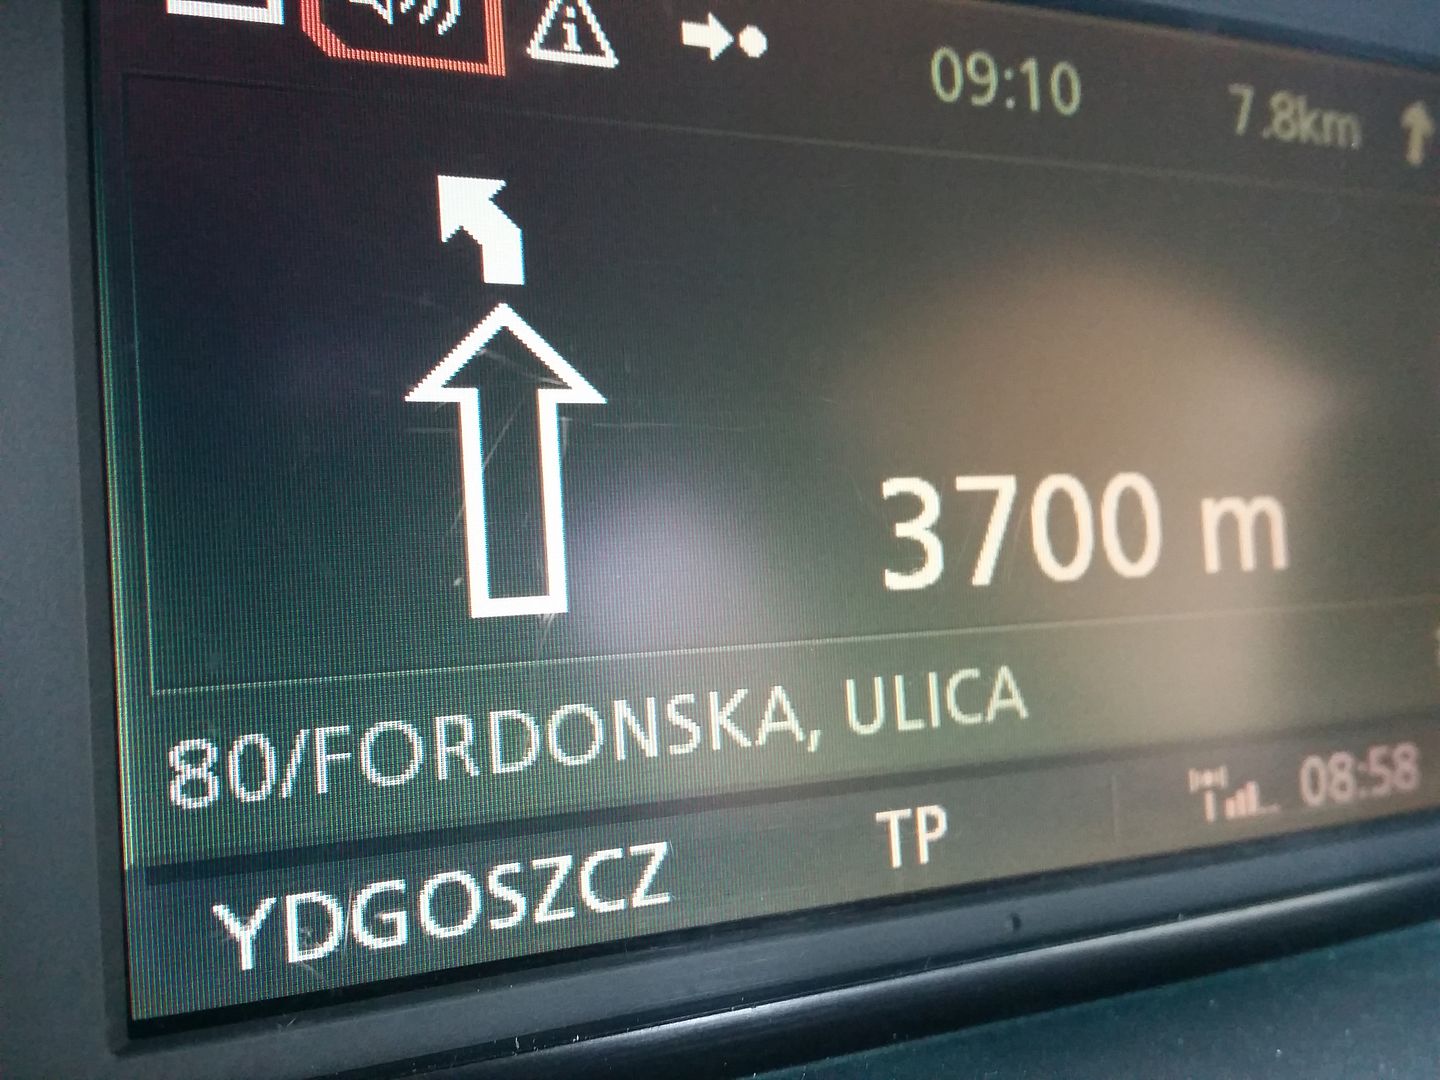 09:10 7.8km
3700 m
80/FORDONSKA, ULICA
YDGOSZCZ TP 08:58